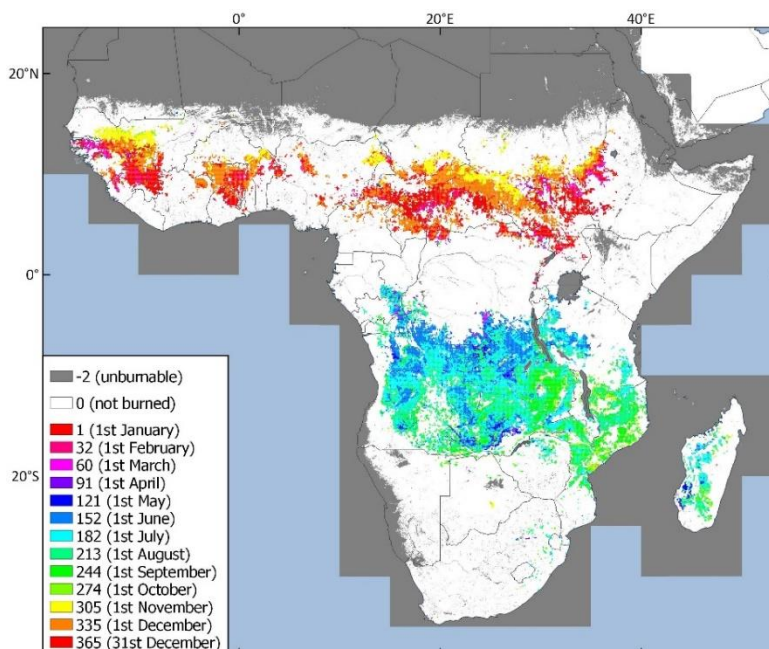 0° 20°E 40°E
20°N
0°
20°S
-2 (unburnable)
0 (not burned)
1 (1st January)
32 (1st February)
60 (1st March)
91 (1st April)
121 (1st May)
152 (1st June)
182 (1st July)
213 (1st August)
244 (1st September)
274 (1st October)
305 (1st November)
335 (1st December)
365 (31st December)